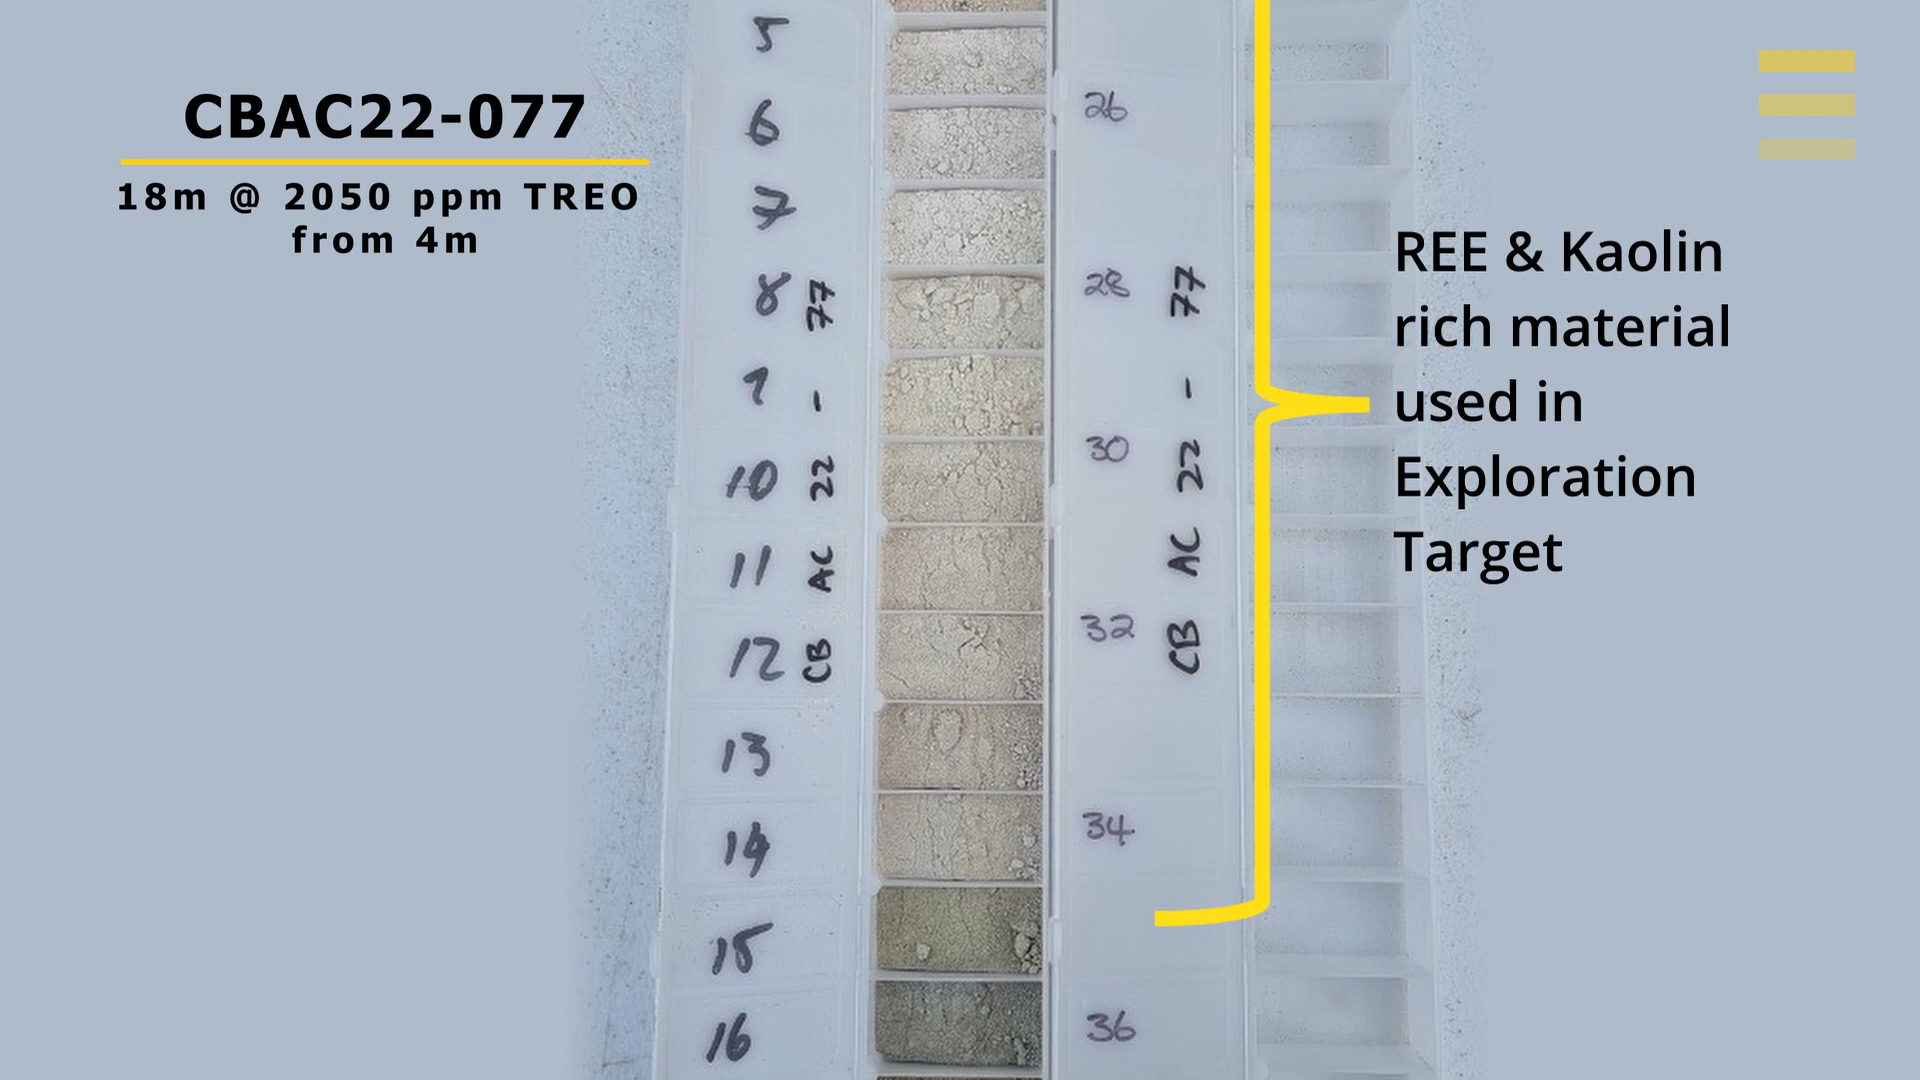 CBAC22-077
18m @ 2050 ppm TREO
from 4m
5
6
7
8
9
10
11
12
13
14
15
16
CB AC 22 - 77
26
28
30
32
34
36
CB AC 22 - 77
REE & Kaolin
rich material
used in
Exploration
Target